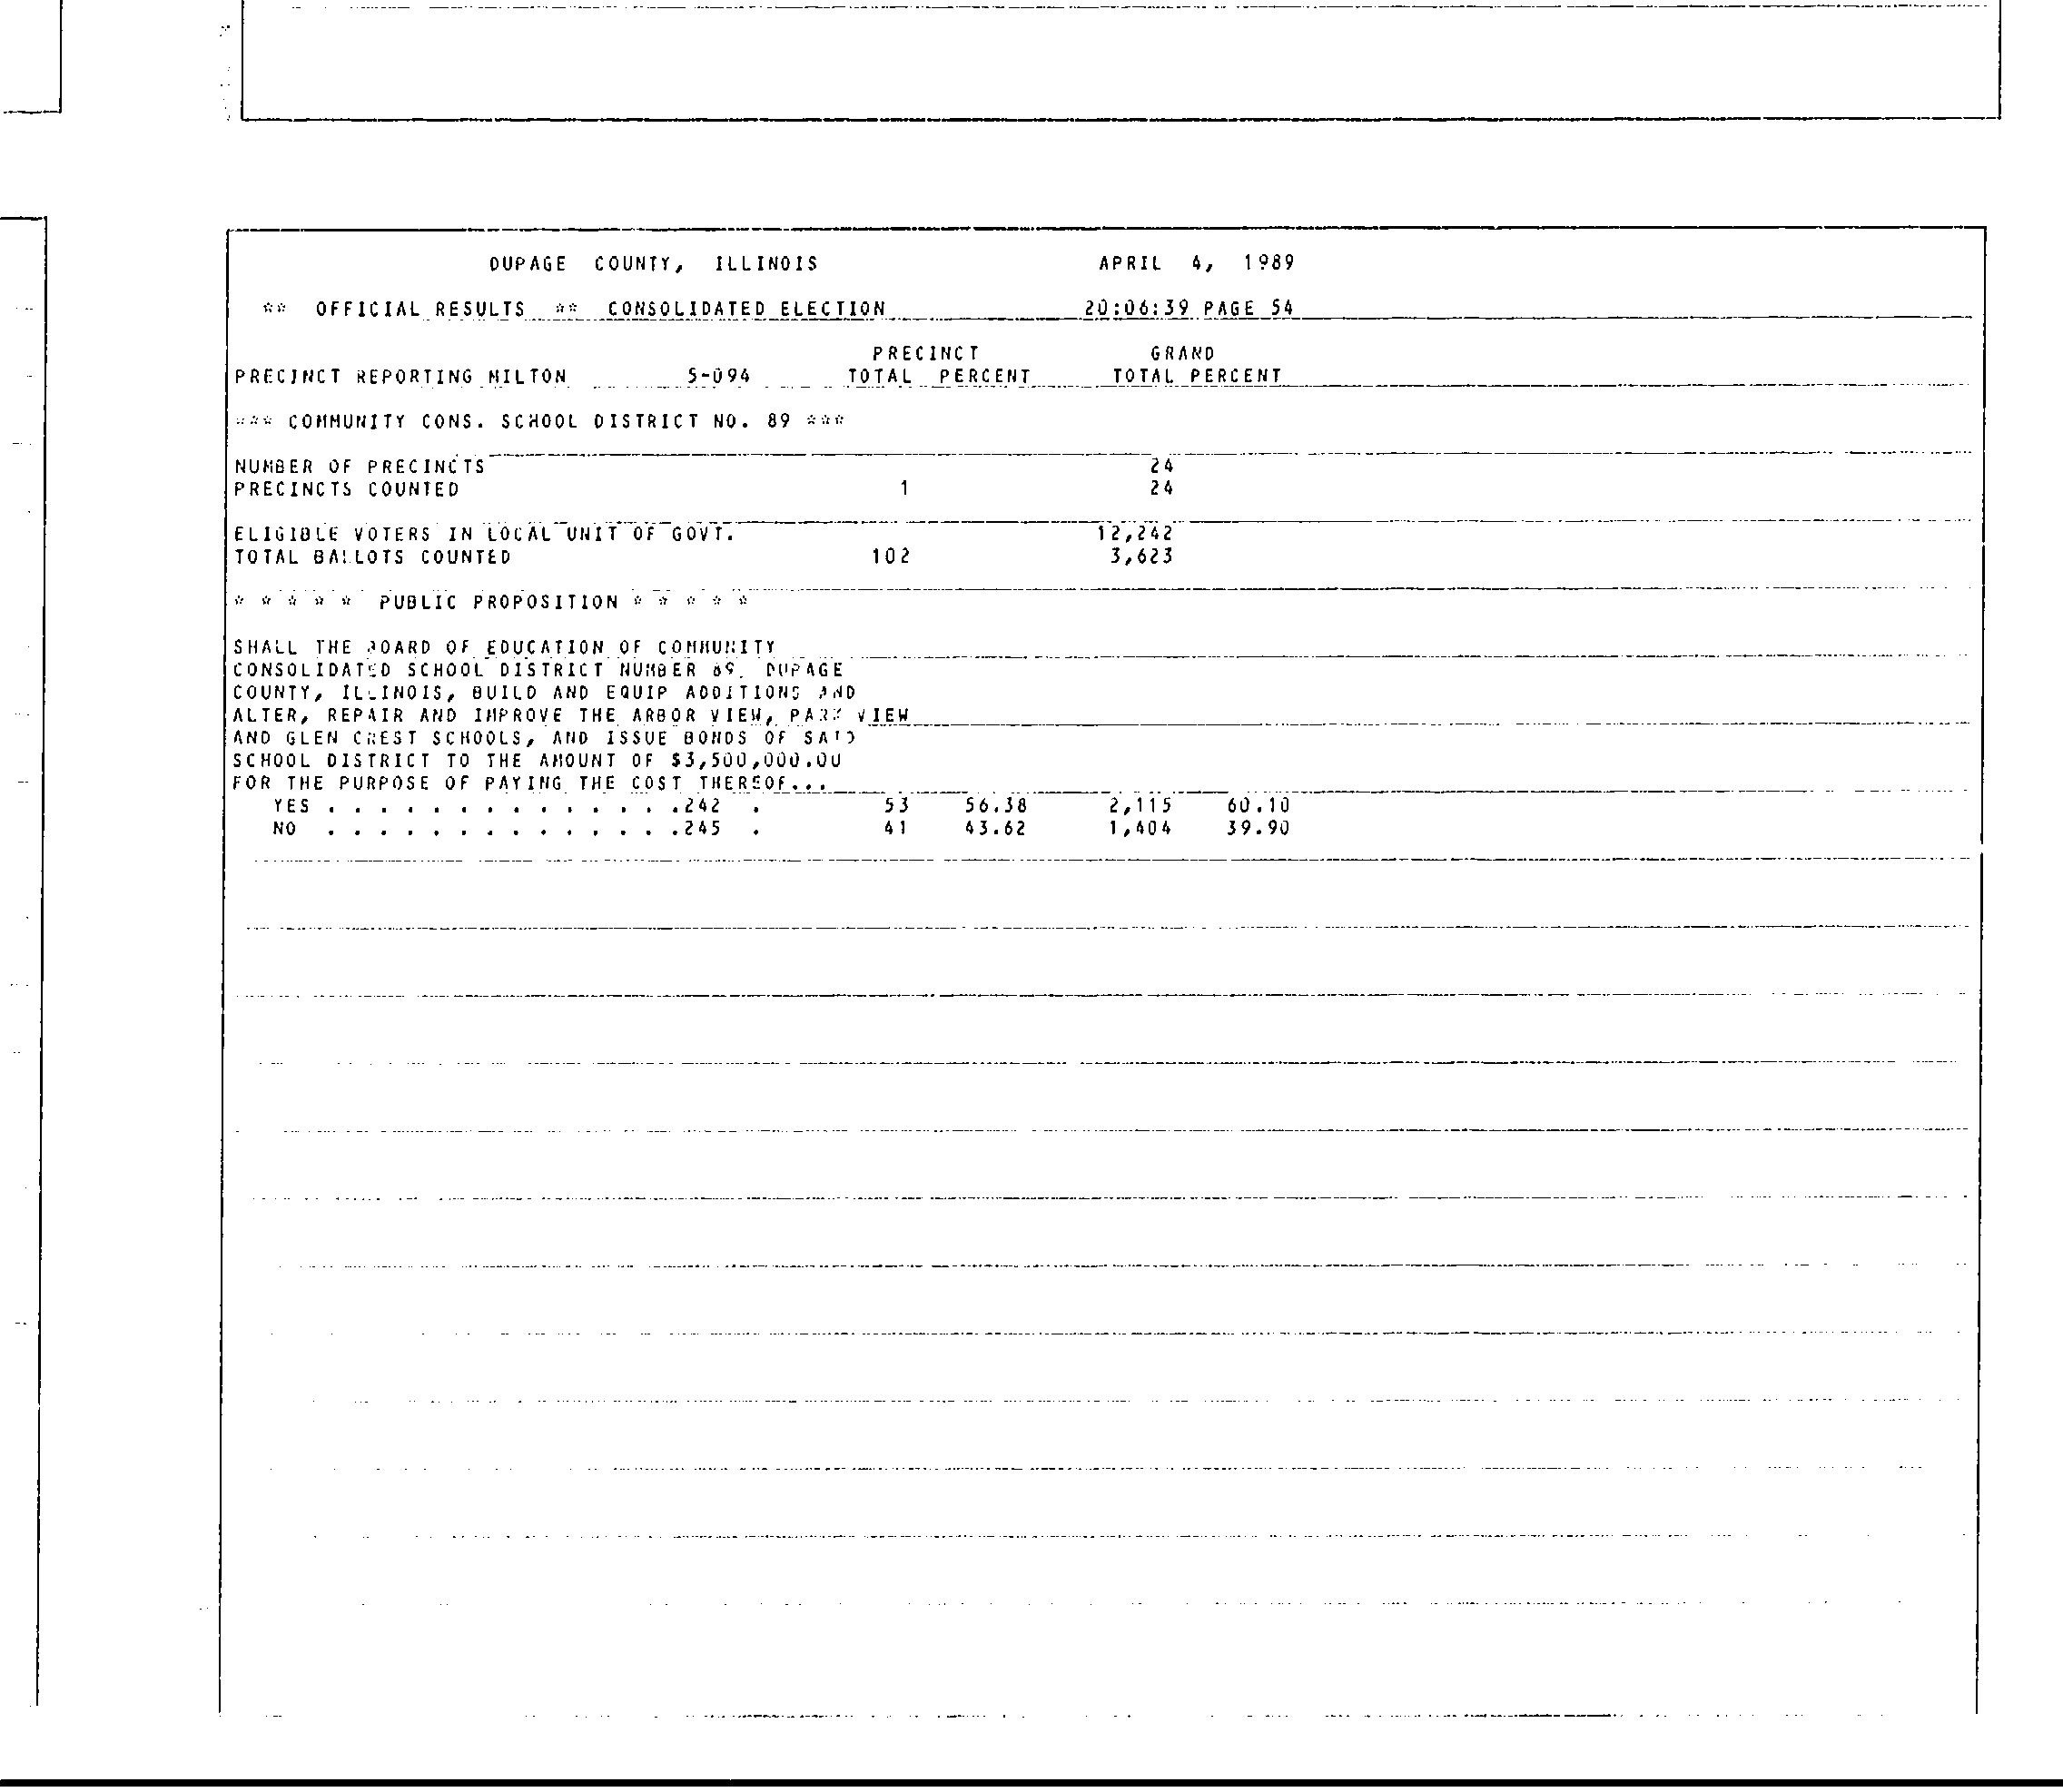 DUPAGE COUNTY, ILLINOIS APRIL 4, 1989
** OFFICIAL RESULTS ** CONSOLIDATED ELECTION 20:06:39 PAGE 54
PRECINCT GRAND
PRECINCT REPORTING MILTON 5-094 TOTAL PERCENT TOTAL PERCENT
*** COMMUNITY CONS. SCHOOL DISTRICT NO. 89 ***
NUMBER OF PRECINCTS 24
PRECINCTS COUNTED 1 24
ELIGIBLE VOTERS IN LOCAL UNIT OF GOVT. 12,242
TOTAL BALLOTS COUNTED 102 3,623
* * * * * PUBLIC PROPOSITION * * * * *
SHALL THE BOARD OF EDUCATION OF COMMUNITY
CONSOLIDATED SCHOOL DISTRICT NUMBER 89, DUPAGE
COUNTY, ILLINOIS, BUILD AND EQUIP ADDITIONS AND
ALTER, REPAIR AND IMPROVE THE ARBOR VIEW, PARK VIEW
AND GLEN CREST SCHOOLS, AND ISSUE BONDS OF SAID
SCHOOL DISTRICT TO THE AMOUNT OF $3,500,000.00
FOR THE PURPOSE OF PAYING THE COST THEREOF...
YES . . . . . . . . . . . . . .242 . 53 56.38 2,115 60.10
NO . . . . . . . . . . . . . .245 . 41 43.62 1,404 39.90